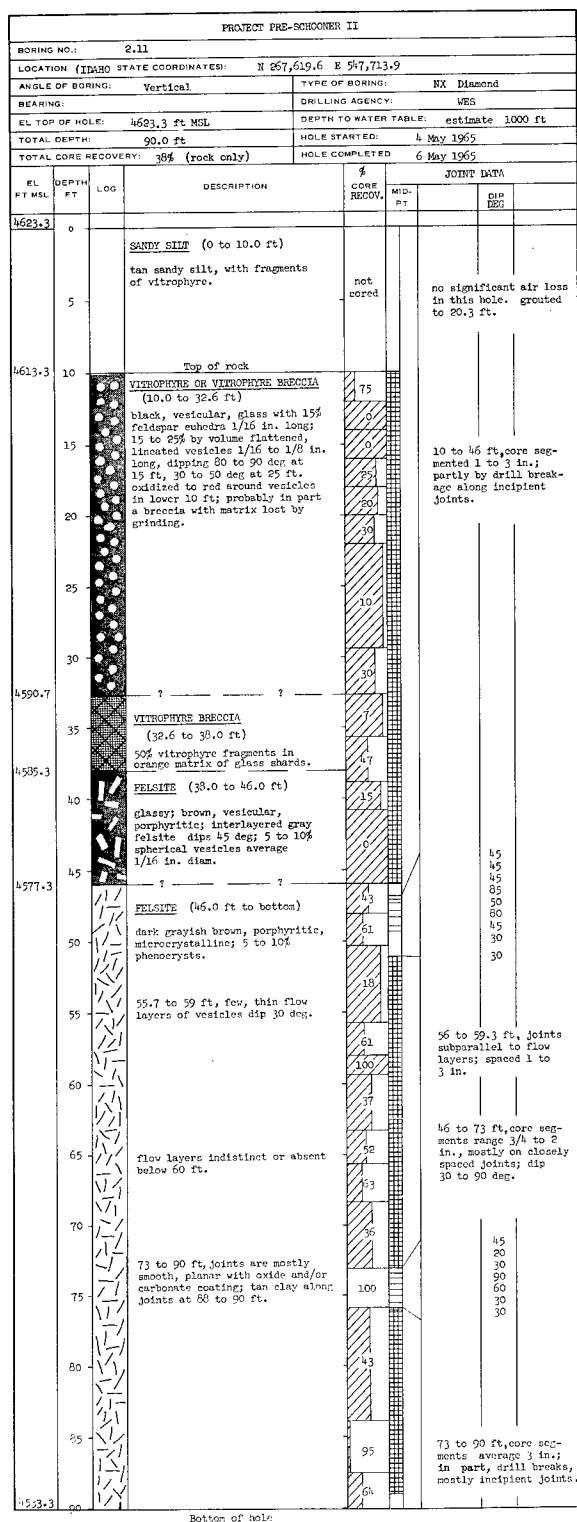 PROJECT PRE-SCHOONER II
BORING NO.: 2.11
LOCATION (IDAHO STATE COORDINATES): N 267,619.6 E 547,713.9
ANGLE OF BORING: Vertical
TYPE OF BORING: NX Diamond
BEARING:
DRILLING AGENCY: WES
EL TOP OF HOLE: 4623.3 ft MSL
DEPTH TO WATER TABLE: estimate 1000 ft
TOTAL DEPTH: 90.0 ft
HOLE STARTED: 4 May 1965
TOTAL CORE RECOVERY: 38% (rock only)
HOLE COMPLETED 6 May 1965
EL FT MSL
DEPTH FT
LOG
DESCRIPTION
% CORE RECOV.
JOINT DATA
MID-PT
DIP DEG
4623.3
0
SANDY SILT (0 to 10.0 ft)
tan sandy silt, with fragments
of vitrophyre.
not
cored
no significant air loss
in this hole. grouted
to 20.3 ft.
5
Top of rock
4613.3
10
VITROPHYRE OR VITROPHYRE BRECCIA
(10.0 to 32.6 ft)
black, vesicular, glass with 15%
feldspar euhedra 1/16 in. long;
15 to 25% by volume flattened,
lineated vesicles 1/16 to 1/8 in.
long, dipping 80 to 90 deg at
15 ft, 30 to 50 deg at 25 ft.
oxidized to red around vesicles
in lower 10 ft; probably in part
a breccia with matrix lost by
grinding.
75
0
0
25
20
30
10
30
10 to 46 ft,core seg-
mented 1 to 3 in.;
partly by drill break-
age along incipient
joints.
15
20
25
30
4590.7
? ?
35
VITROPHYRE BRECCIA
(32.6 to 38.0 ft)
50% vitrophyre fragments in
orange matrix of glass shards.
7
47
4585.3
40
FELSITE (38.0 to 46.0 ft)
glassy; brown, vesicular,
porphyritic; interlayered gray
felsite dips 45 deg; 5 to 10%
spherical vesicles average
1/16 in. diam.
15
0
45
4577.3
? ?
FELSITE (46.0 ft to bottom)
dark grayish brown, porphyritic,
microcrystalline; 5 to 10%
phenocrysts.
43
61
18
45
45
45
85
50
80
45
30
30
50
55.7 to 59 ft, few, thin flow
layers of vesicles dip 30 deg.
55
61
100
37
56 to 59.3 ft, joints
subparallel to flow
layers; spaced 1 to
3 in.
60
46 to 73 ft,core seg-
ments range 3/4 to 2
in., mostly on closely
spaced joints; dip
30 to 90 deg.
65
flow layers indistinct or absent
below 60 ft.
52
63
36
70
73 to 90 ft,joints are mostly
smooth, planar with oxide and/or
carbonate coating; tan clay along
joints at 88 to 90 ft.
75
100
45
20
30
90
60
30
30
80
43
85
95
64
73 to 90 ft,core seg-
ments average 3 in.;
in part, drill breaks,
mostly incipient joints.
4533.3
90
Bottom of hole